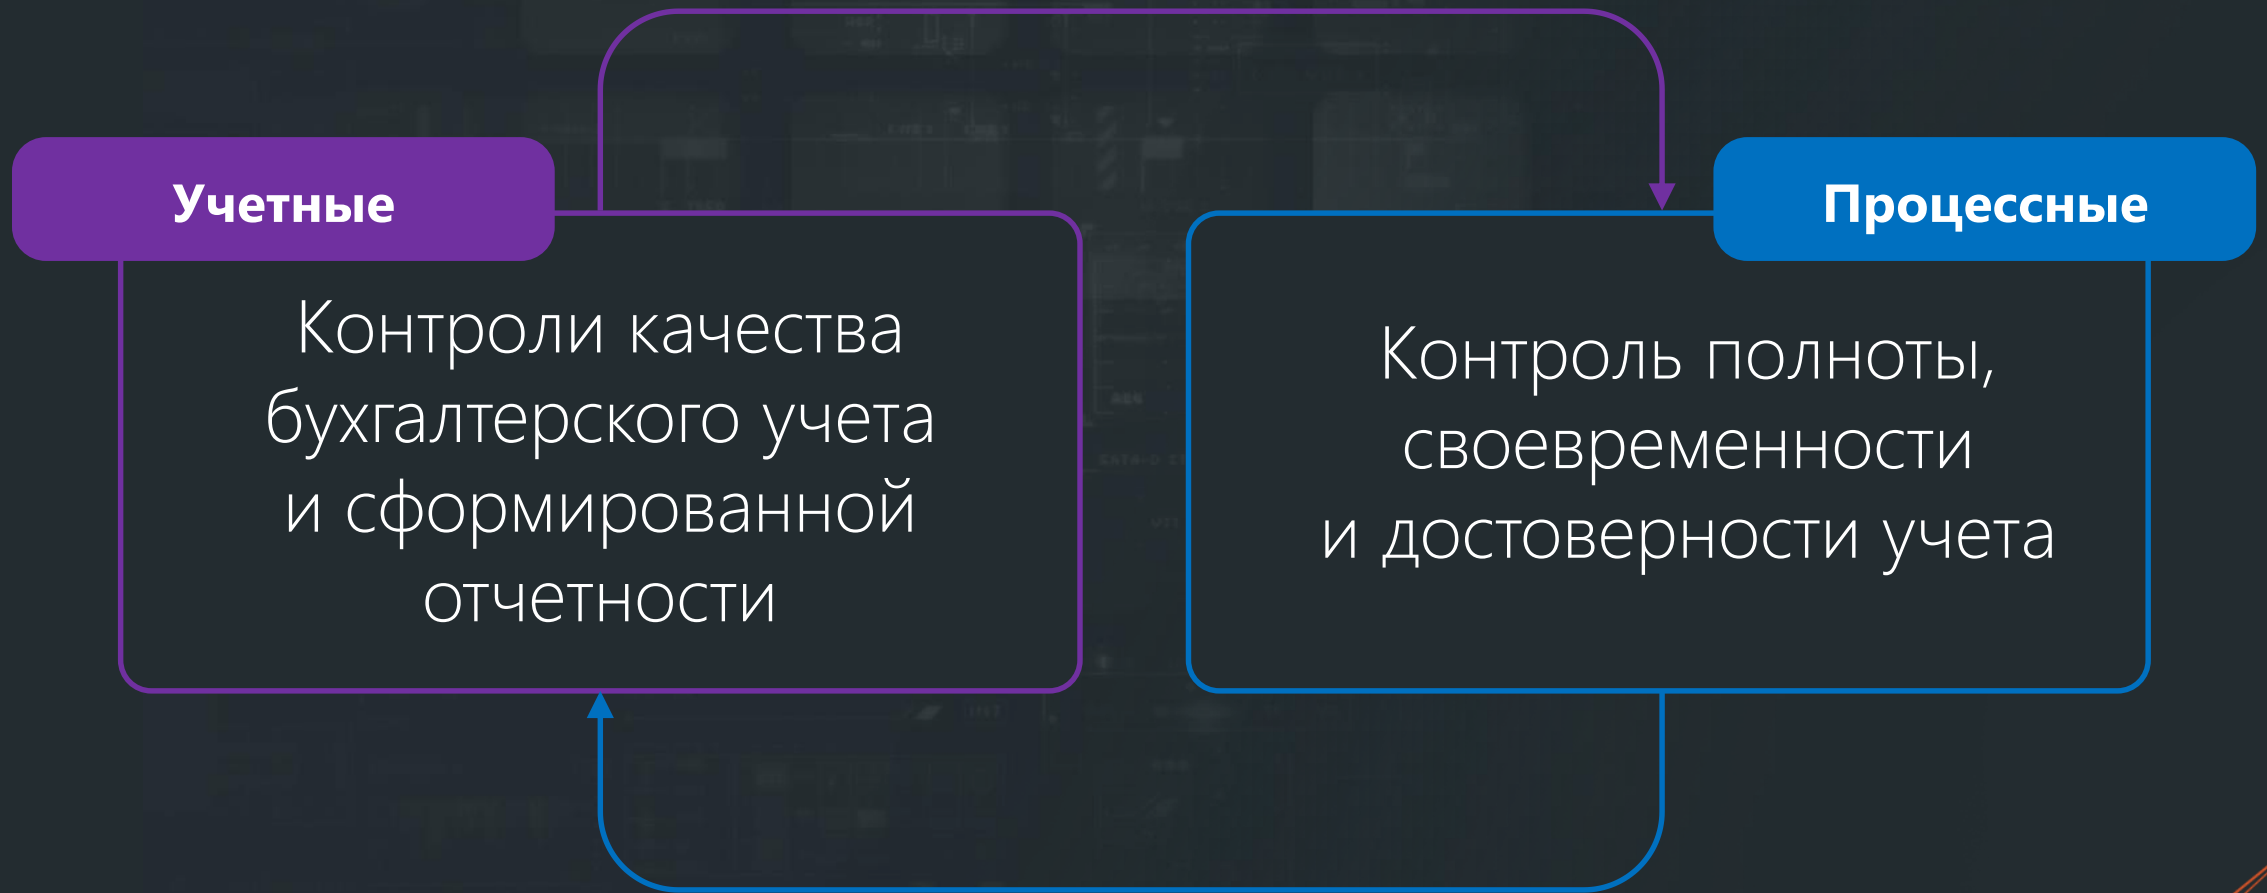 Учетные
Контроли качества
бухгалтерского учета
и сформированной
отчетности
Процессные
Контроль полноты,
своевременности
и достоверности учета